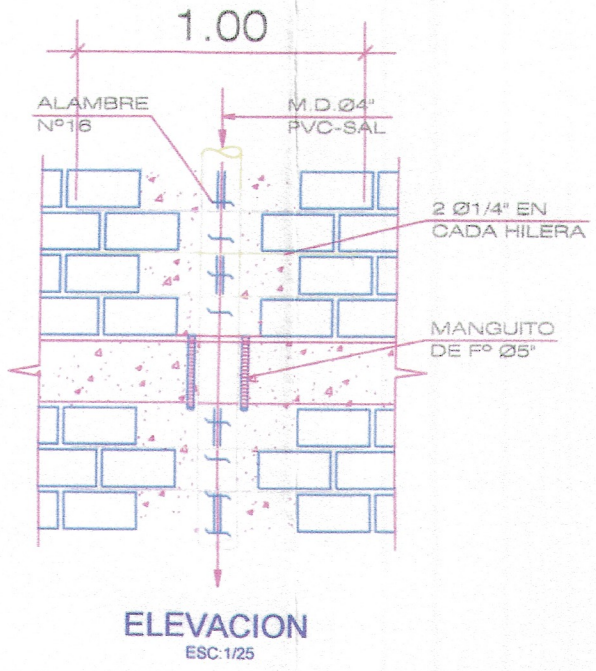 1.00
ALAMBRE
Nº16
M.D.Ø4"
PVC-SAL
2 Ø1/4" EN
CADA HILERA
MANGUITO
DE Fº Ø5"
ELEVACION
ESC:1/25